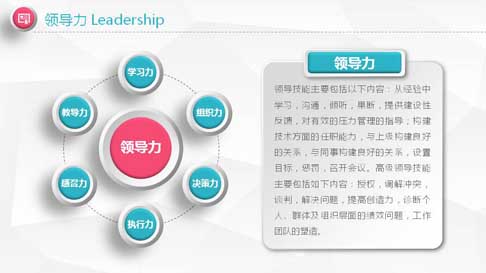 领导力 Leadership
学习力
教导力
组织力
领导力
感召力
决策力
执行力
领导力
领导技能主要包括以下内容：从经验中
学习，沟通，倾听，果断，提供建设性
反馈，对有效的压力管理的指导；构建
技术方面的任职能力，与上级构建良好
的关系，与同事构建良好的关系，设置
目标，惩罚，召开会议。高级领导技能
主要包括如下内容：授权，调解冲突，
谈判，解决问题，提高创造力，诊断个
人、群体及组织层面的绩效问题，工作
团队的塑造。